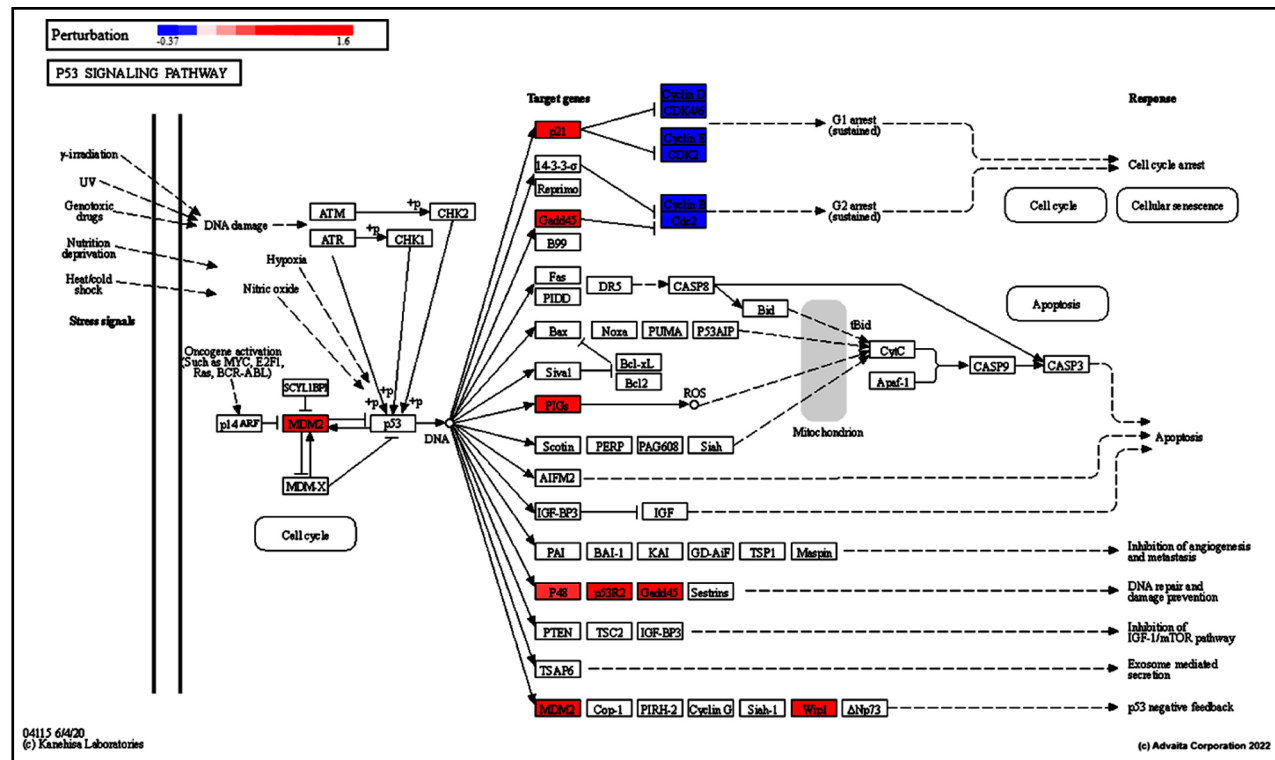 Perturbation
-0.37
1.6
P53 SIGNALING PATHWAY
Target genes
Response
Cyclin D
CDK4/6
p21
Cyclin E
CDK2
G1 arrest
(sustained)
γ-irradiation
UV
Genotoxic
drugs
Nutrition
deprivation
Heat/cold
shock
Stress signals
DNA damage
ATM
+p
CHK2
ATR
+p
CHK1
Hypoxia
Nitric oxide
14-3-3-σ
Reprimo
Gadd45
B99
Cyclin B
Cdc2
G2 arrest
(sustained)
Cell cycle arrest
Cell cycle
Cellular senescence
Fas
PIDD
DR5
CASP8
Bid
tBid
Apoptosis
Bax
Noxa
PUMA
P53AIP
CytC
Siva1
Bcl-xL
Bcl2
Apaf-1
CASP9
CASP3
PIGs
ROS
Mitochondrion
Oncogene activation
(Such as MYC, E2F1,
Ras, BCR-ABL)
SCYL1BP1
p14ARF
MDM2
+p
+p
+p
p53
DNA
MDM-X
Cell cycle
Scotin
PERP
PAG608
Siah
Apoptosis
AIFM2
IGF-BP3
IGF
PAI
BAI-1
KAI
GD-AiF
TSP1
Maspin
Inhibition of angiogenesis
and metastasis
P48
p53R2
Gadd45
Sestrins
DNA repair and
damage prevention
PTEN
TSC2
IGF-BP3
Inhibition of
IGF-1/mTOR pathway
TSAP6
Exosome mediated
secretion
MDM2
Cop-1
PIRH-2
Cyclin G
Siah-1
Wip1
ΔNp73
p53 negative feedback
04115 6/4/20
(c) Kanehisa Laboratories
(c) Advaita Corporation 2022